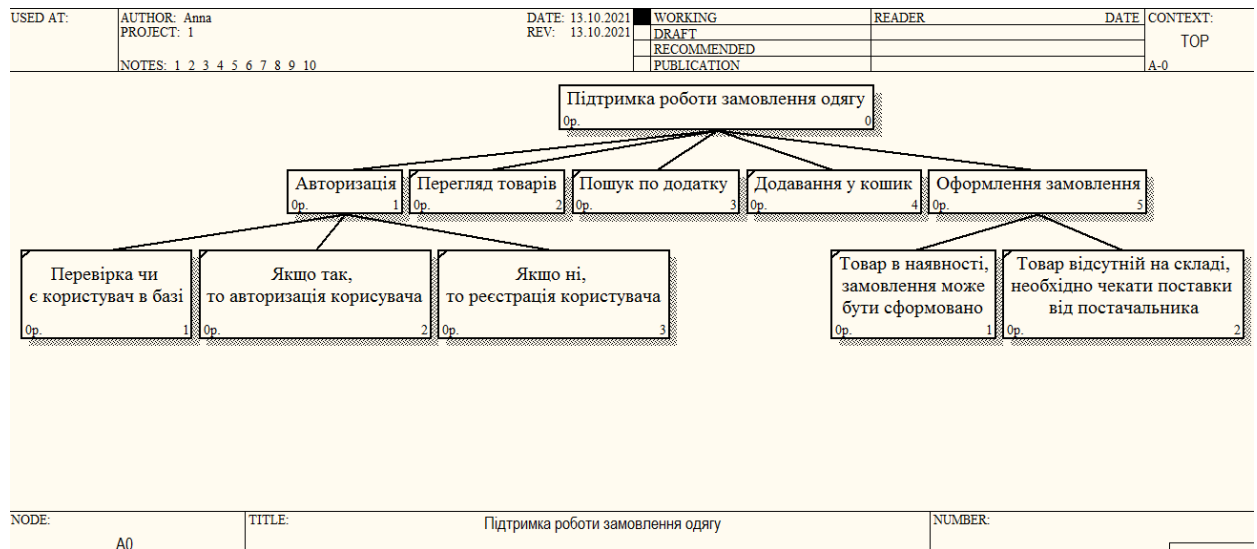 USED AT:
AUTHOR: Anna
DATE: 13.10.2021
WORKING
READER
DATE
CONTEXT:
PROJECT: 1
REV: 13.10.2021
DRAFT
RECOMMENDED
TOP
NOTES: 1 2 3 4 5 6 7 8 9 10
PUBLICATION
A-0
Підтримка роботи замовлення одягу
0р. 0
Авторизація
0р. 1
Перегляд товарів
0р. 2
Пошук по додатку
0р. 3
Додавання у кошик
0р. 4
Оформлення замовлення
0р. 5
Перевірка чи
є користувач в базі
0р. 1
Якщо так,
то авторизація корисувача
0р. 2
Якщо ні,
то реєстрація користувача
0р. 3
Товар в наявності,
замовлення може
бути сформовано
0р. 1
Товар відсутній на складі,
необхідно чекати поставки
від постачальника
0р. 2
NODE:
A0
TITLE:
Підтримка роботи замовлення одягу
NUMBER: